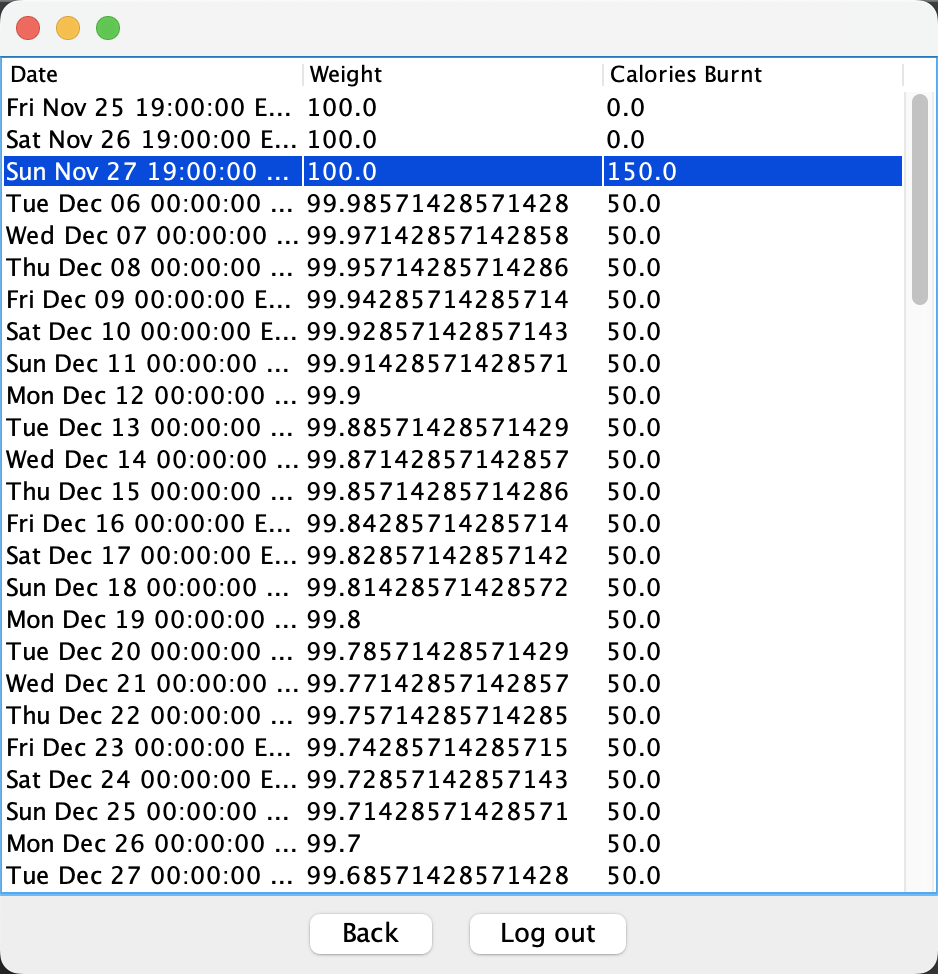 Date Weight Calories Burnt
Fri Nov 25 19:00:00 E... 100.0 0.0
Sat Nov 26 19:00:00 E... 100.0 0.0
Sun Nov 27 19:00:00 ... 100.0 150.0
Tue Dec 06 00:00:00 ... 99.98571428571428 50.0
Wed Dec 07 00:00:00 ... 99.97142857142858 50.0
Thu Dec 08 00:00:00 ... 99.95714285714286 50.0
Fri Dec 09 00:00:00 E... 99.94285714285714 50.0
Sat Dec 10 00:00:00 E... 99.92857142857143 50.0
Sun Dec 11 00:00:00 ... 99.91428571428571 50.0
Mon Dec 12 00:00:00 ... 99.9 50.0
Tue Dec 13 00:00:00 ... 99.88571428571429 50.0
Wed Dec 14 00:00:00 ... 99.87142857142857 50.0
Thu Dec 15 00:00:00 ... 99.85714285714286 50.0
Fri Dec 16 00:00:00 E... 99.84285714285714 50.0
Sat Dec 17 00:00:00 E... 99.82857142857142 50.0
Sun Dec 18 00:00:00 ... 99.81428571428572 50.0
Mon Dec 19 00:00:00 ... 99.8 50.0
Tue Dec 20 00:00:00 ... 99.78571428571429 50.0
Wed Dec 21 00:00:00 ... 99.77142857142857 50.0
Thu Dec 22 00:00:00 ... 99.75714285714285 50.0
Fri Dec 23 00:00:00 E... 99.74285714285715 50.0
Sat Dec 24 00:00:00 E... 99.72857142857143 50.0
Sun Dec 25 00:00:00 ... 99.71428571428571 50.0
Mon Dec 26 00:00:00 ... 99.7 50.0
Tue Dec 27 00:00:00 ... 99.68571428571428 50.0
Back Log out